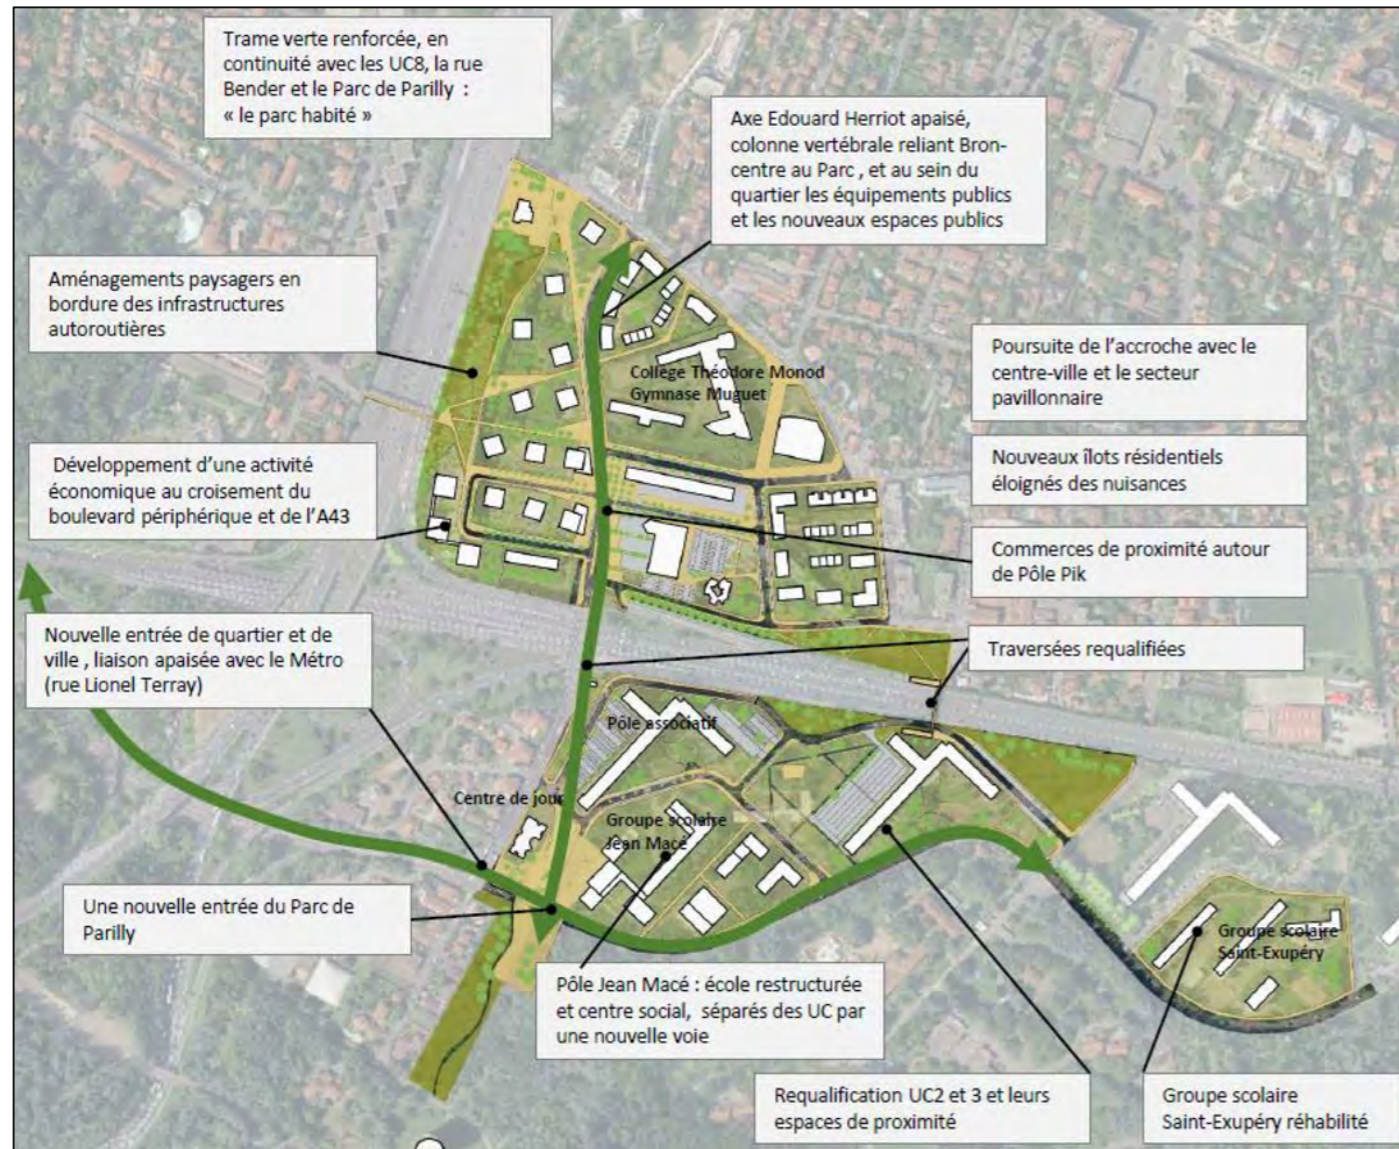 Trame verte renforcée, en
continuité avec les UC8, la rue
Bender et le Parc de Parilly :
« le parc habité »
Axe Edouard Herriot apaisé,
colonne vertébrale reliant Bron-
centre au Parc , et au sein du
quartier les équipements publics
et les nouveaux espaces publics
Aménagements paysagers en
bordure des infrastructures
autoroutières
Collège Théodore Monod
Gymnase Muguet
Poursuite de l'accroche avec le
centre-ville et le secteur
pavillonnaire
Développement d'une activité
économique au croisement du
boulevard périphérique et de l'A43
Nouveaux îlots résidentiels
éloignés des nuisances
Commerces de proximité autour
de Pôle Pik
Nouvelle entrée de quartier et de
ville , liaison apaisée avec le Métro
(rue Lionel Terray)
Traversées requalifiées
Pôle associatif
Centre de jour
Groupe scolaire
Jean Macé
Une nouvelle entrée du Parc de
Parilly
Groupe scolaire
Saint-Exupéry
Pôle Jean Macé : école restructurée
et centre social, séparés des UC par
une nouvelle voie
Requalification UC2 et 3 et leurs
espaces de proximité
Groupe scolaire
Saint-Exupéry réhabilité